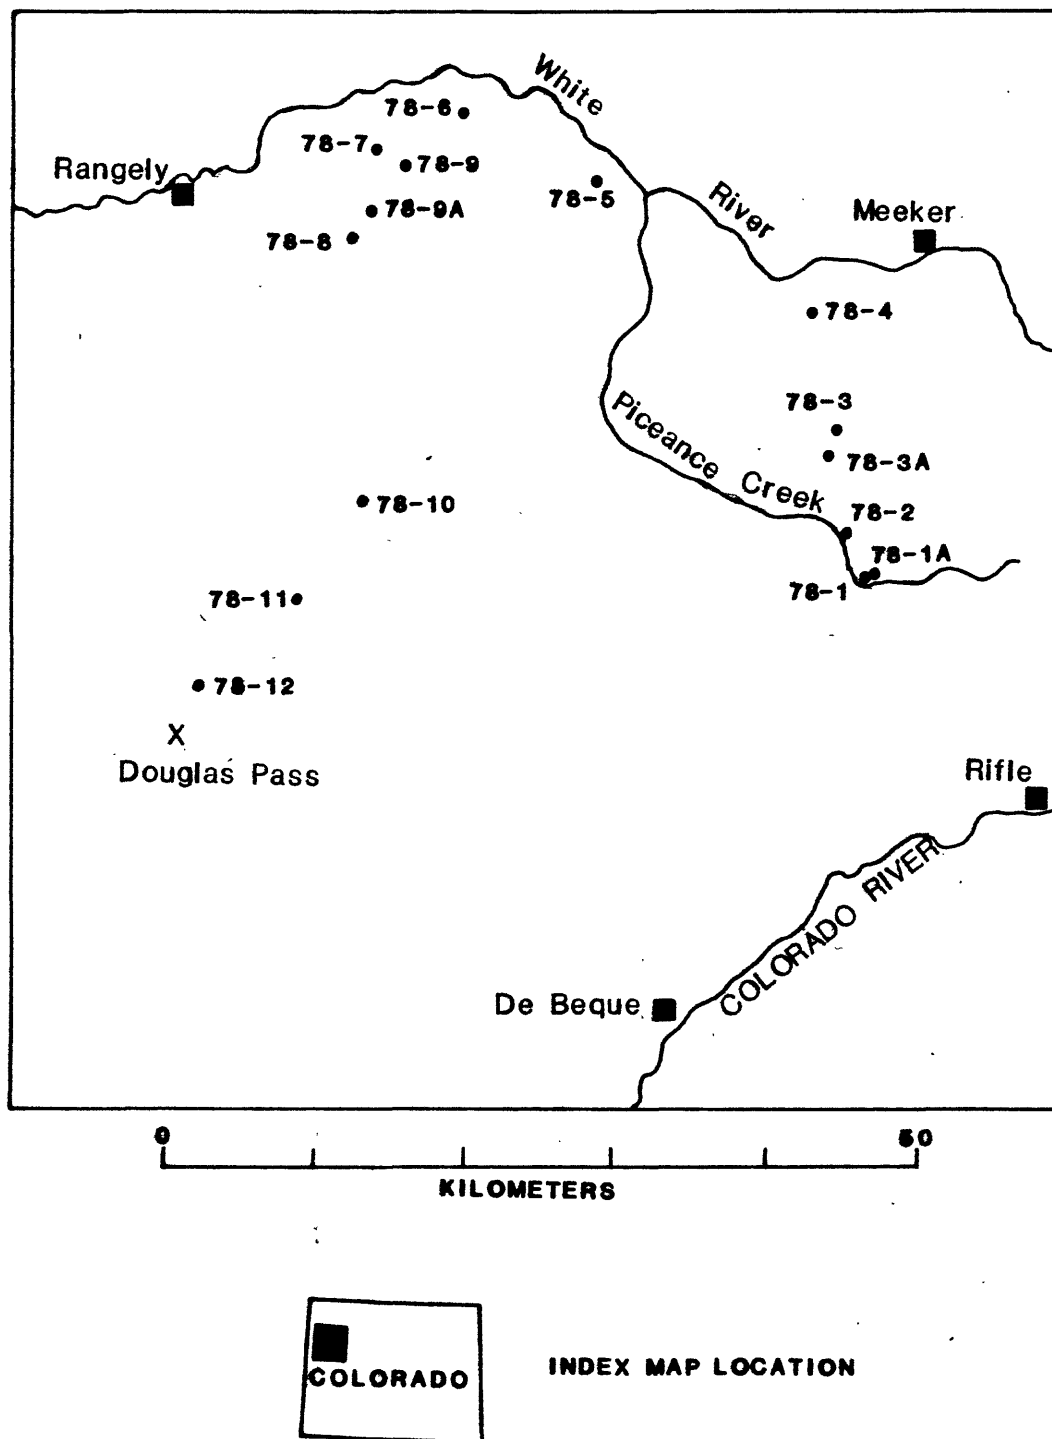 White
78-6
78-7
78-9
Rangely
78-5
River
78-9A
Meeker
78-8
78-4
78-3
Piceance Creek
78-3A
78-10
78-2
78-1A
78-1
78-11
78-12
X
Douglas Pass
Rifle
COLORADO RIVER
De Beque
0 50
KILOMETERS
COLORADO
INDEX MAP LOCATION